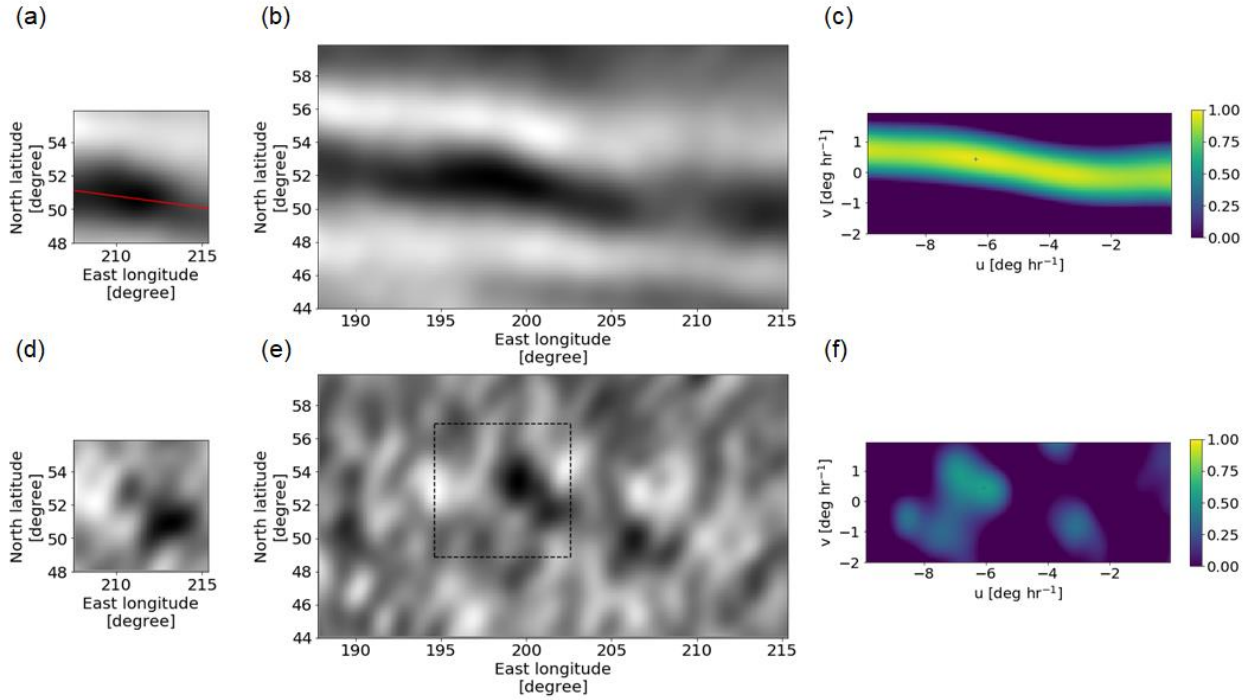 (a)
(b)
(c)
North latitude
[degree]
54
52
50
48
210
215
East longitude
[degree]
North latitude
[degree]
58
56
54
52
50
48
46
44
190
195
200
205
210
215
East longitude
[degree]
v [deg hr⁻¹]
1
0
−1
−2
−8
−6
−4
−2
u [deg hr⁻¹]
1.00
0.75
0.50
0.25
0.00
(d)
(e)
(f)
North latitude
[degree]
54
52
50
48
210
215
East longitude
[degree]
North latitude
[degree]
58
56
54
52
50
48
46
44
190
195
200
205
210
215
East longitude
[degree]
v [deg hr⁻¹]
1
0
−1
−2
−8
−6
−4
−2
u [deg hr⁻¹]
1.00
0.75
0.50
0.25
0.00